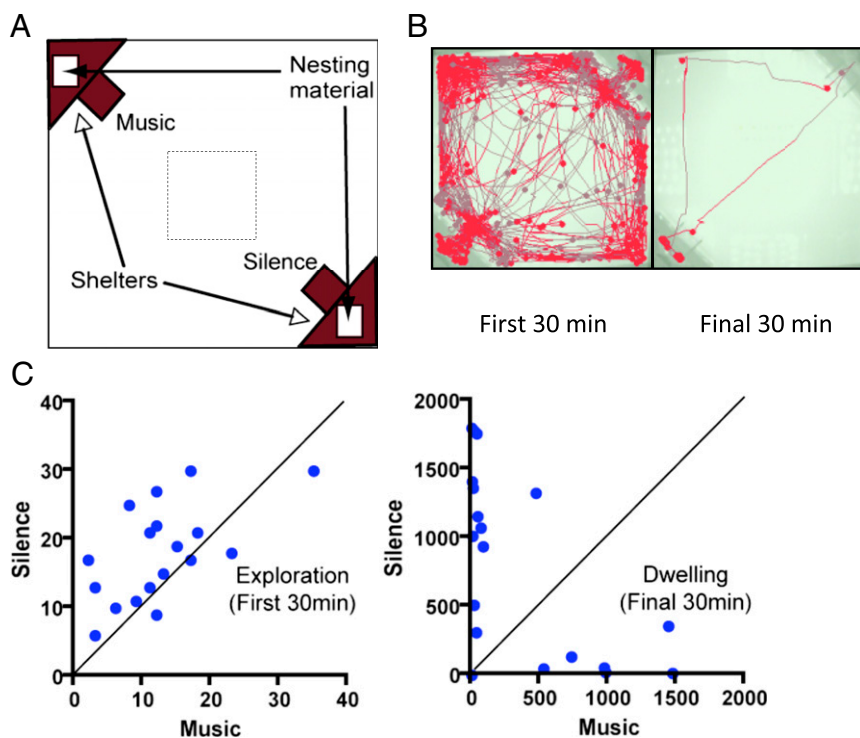 A
Nesting
material
Music
Silence
Shelters
B
First 30 min
Final 30 min
C
40
30
20
10
0
Silence
Exploration
(First 30min)
0
10
20
30
40
Music
2000
1500
1000
500
0
Silence
Dwelling
(Final 30min)
0
500
1000
1500
2000
Music